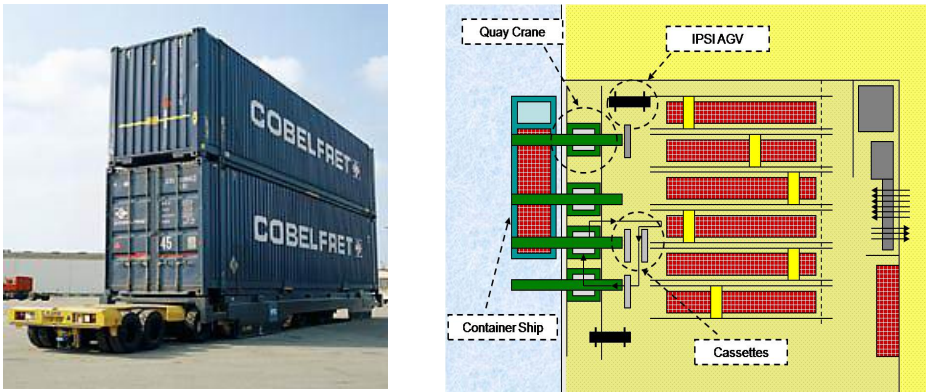 COBELFRET
COBELFRET
45
Quay Crane
IPSI AGV
Container Ship
Cassettes